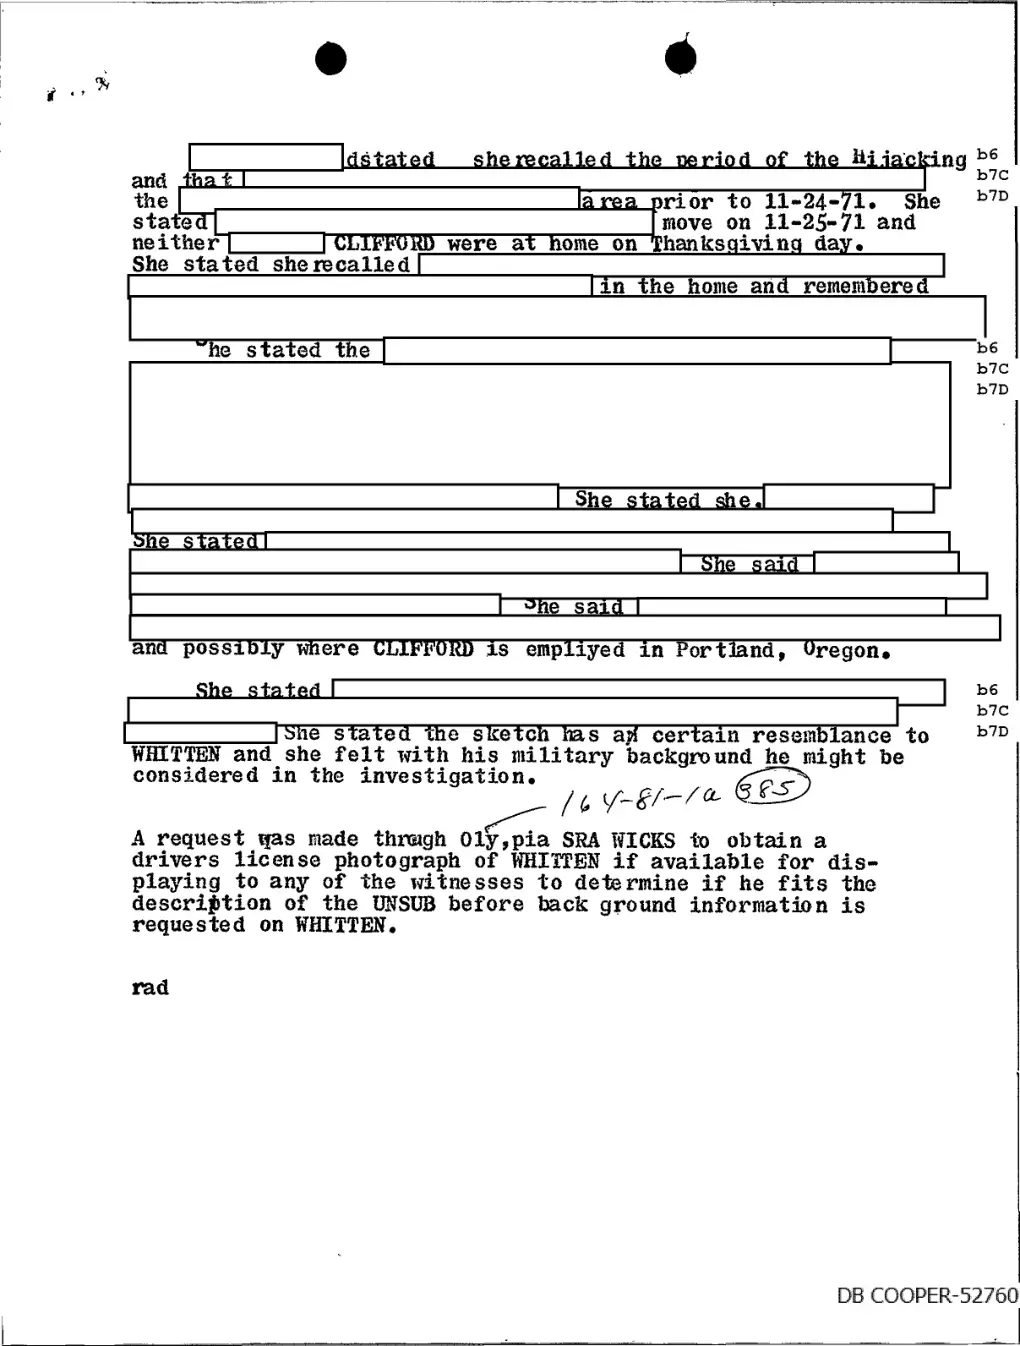 dstated she recalled the period of the Hijacking b6
and that b7C
the area prior to 11-24-71. She b7D
stated move on 11-25-71 and
neither CLIFFORD were at home on Thanksgiving day.
She stated she recalled
in the home and remembered
he stated the b6
b7C
b7D
She stated she.
She stated
She said
She said
and possibly where CLIFFORD is empliyed in Portland, Oregon.
She stated b6
b7C
She stated the sketch has a certain resemblance to b7D
WHITTEN and she felt with his military background he might be
considered in the investigation.
164-81-1a 385
A request was made through Oly,pia SRA WICKS to obtain a
drivers license photograph of WHITTEN if available for dis-
playing to any of the witnesses to determine if he fits the
description of the UNSUB before back ground information is
requested on WHITTEN.
rad
DB COOPER-52760